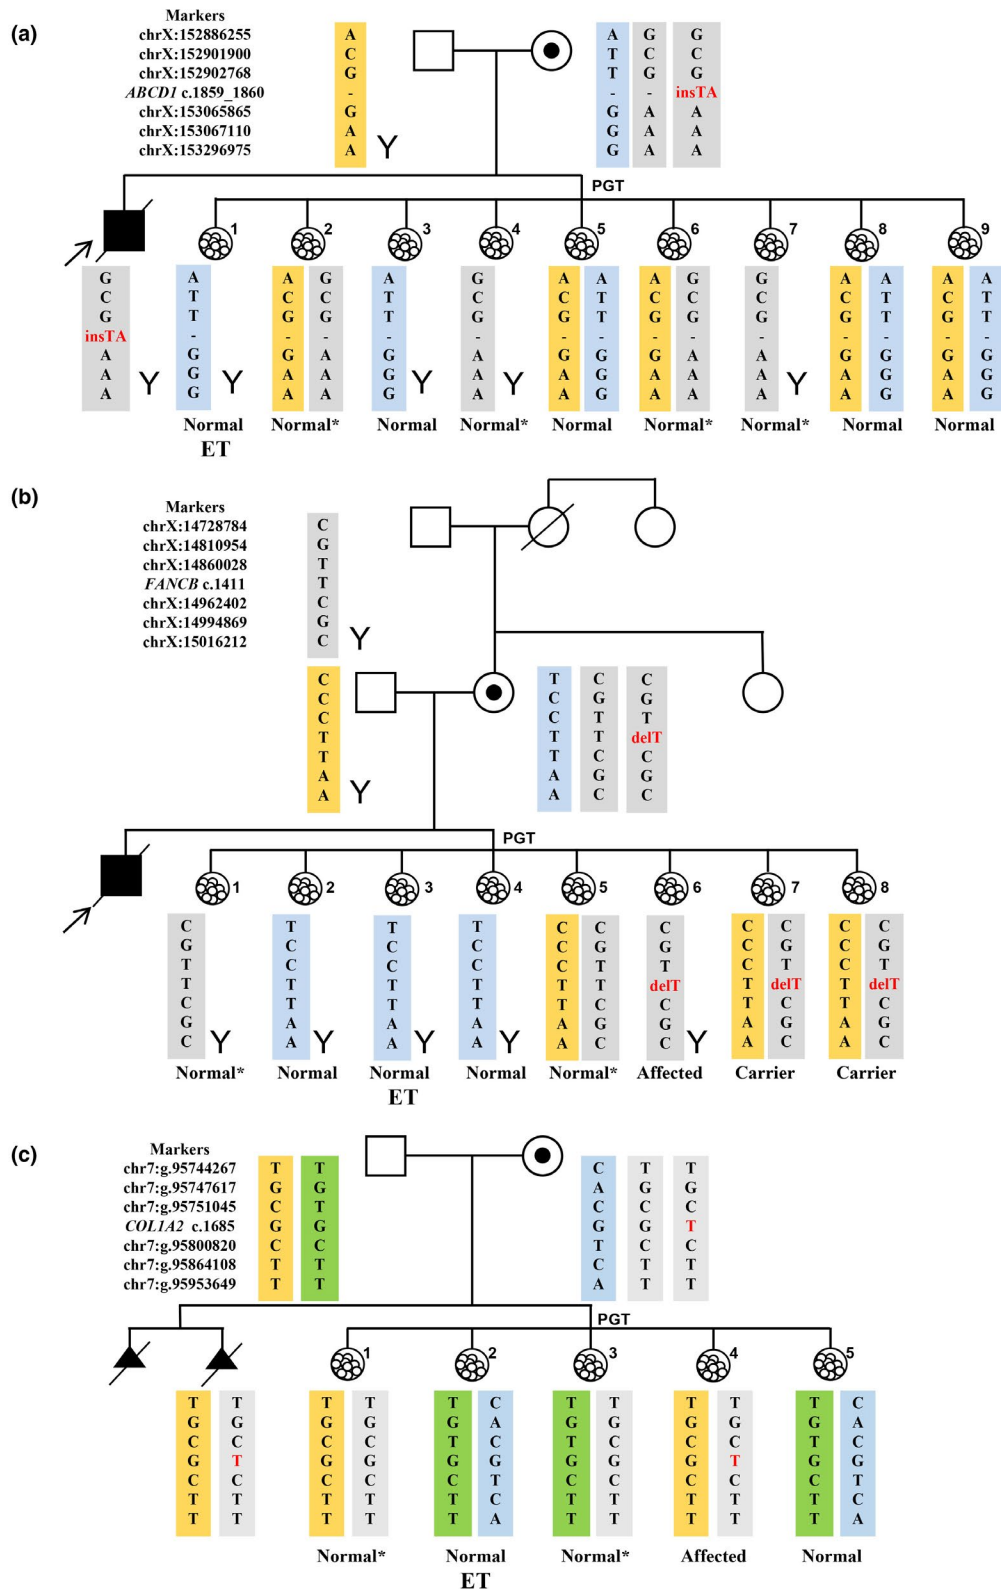 (a)
Markers
chrX:152886255
chrX:152901900
chrX:152902768
ABCD1 c.1859_1860
chrX:153065865
chrX:153067110
chrX:153296975
A
C
G
-
G
A
A
Y
A
T
T
-
G
G
G
G
C
G
-
A
A
A
G
C
G
insTA
A
A
A
PGT
1 2 3 4 5 6 7 8 9
G
C
G
insTA
A
A
A
Y
A
T
T
-
G
G
G
Y
A
C
G
-
G
A
A
G
C
G
-
A
A
A
A
T
T
-
G
G
G
Y
G
C
G
-
A
A
A
Y
A
C
G
-
G
A
A
A
T
T
-
G
G
G
A
C
G
-
G
A
A
G
C
G
-
A
A
A
G
C
G
-
A
A
A
Y
A
C
G
-
G
A
A
A
T
T
-
G
G
G
A
C
G
-
G
A
A
A
T
T
-
G
G
G
Normal Normal* Normal Normal* Normal Normal* Normal* Normal Normal
ET
(b)
Markers
chrX:14728784
chrX:14810954
chrX:14860028
FANCB c.1411
chrX:14962402
chrX:14994869
chrX:15016212
C
G
T
T
C
G
C
Y
C
C
C
T
T
A
A
Y
T
C
C
T
T
A
A
C
G
T
T
C
G
C
C
G
T
delT
C
G
C
PGT
1 2 3 4 5 6 7 8
C
G
T
T
C
G
C
Y
T
C
C
T
T
A
A
Y
T
C
C
T
T
A
A
Y
T
C
C
T
T
A
A
Y
C
C
C
T
T
A
A
C
G
T
T
C
G
C
C
G
T
delT
C
G
C
Y
C
C
C
T
T
A
A
C
G
T
delT
C
G
C
C
C
C
T
T
A
A
C
G
T
delT
C
G
C
Normal* Normal Normal Normal Normal* Affected Carrier Carrier
ET
(c)
Markers
chr7:g.95744267
chr7:g.95747617
chr7:g.95751045
COL1A2 c.1685
chr7:g.95800820
chr7:g.95864108
chr7:g.95953649
T
G
C
G
C
T
T
T
G
T
G
C
T
T
C
A
C
G
T
C
A
T
G
C
G
C
T
T
T
G
C
T
C
T
T
PGT
1 2 3 4 5
T
G
C
G
C
T
T
T
G
C
T
C
T
T
T
G
C
G
C
T
T
T
G
C
G
C
T
T
T
G
T
G
C
T
T
C
A
C
G
T
C
A
T
G
T
G
C
T
T
T
G
C
G
C
T
T
T
G
C
G
C
T
T
T
G
C
T
C
T
T
T
G
T
G
C
T
T
C
A
C
G
T
C
A
Normal* Normal Normal* Affected Normal
ET